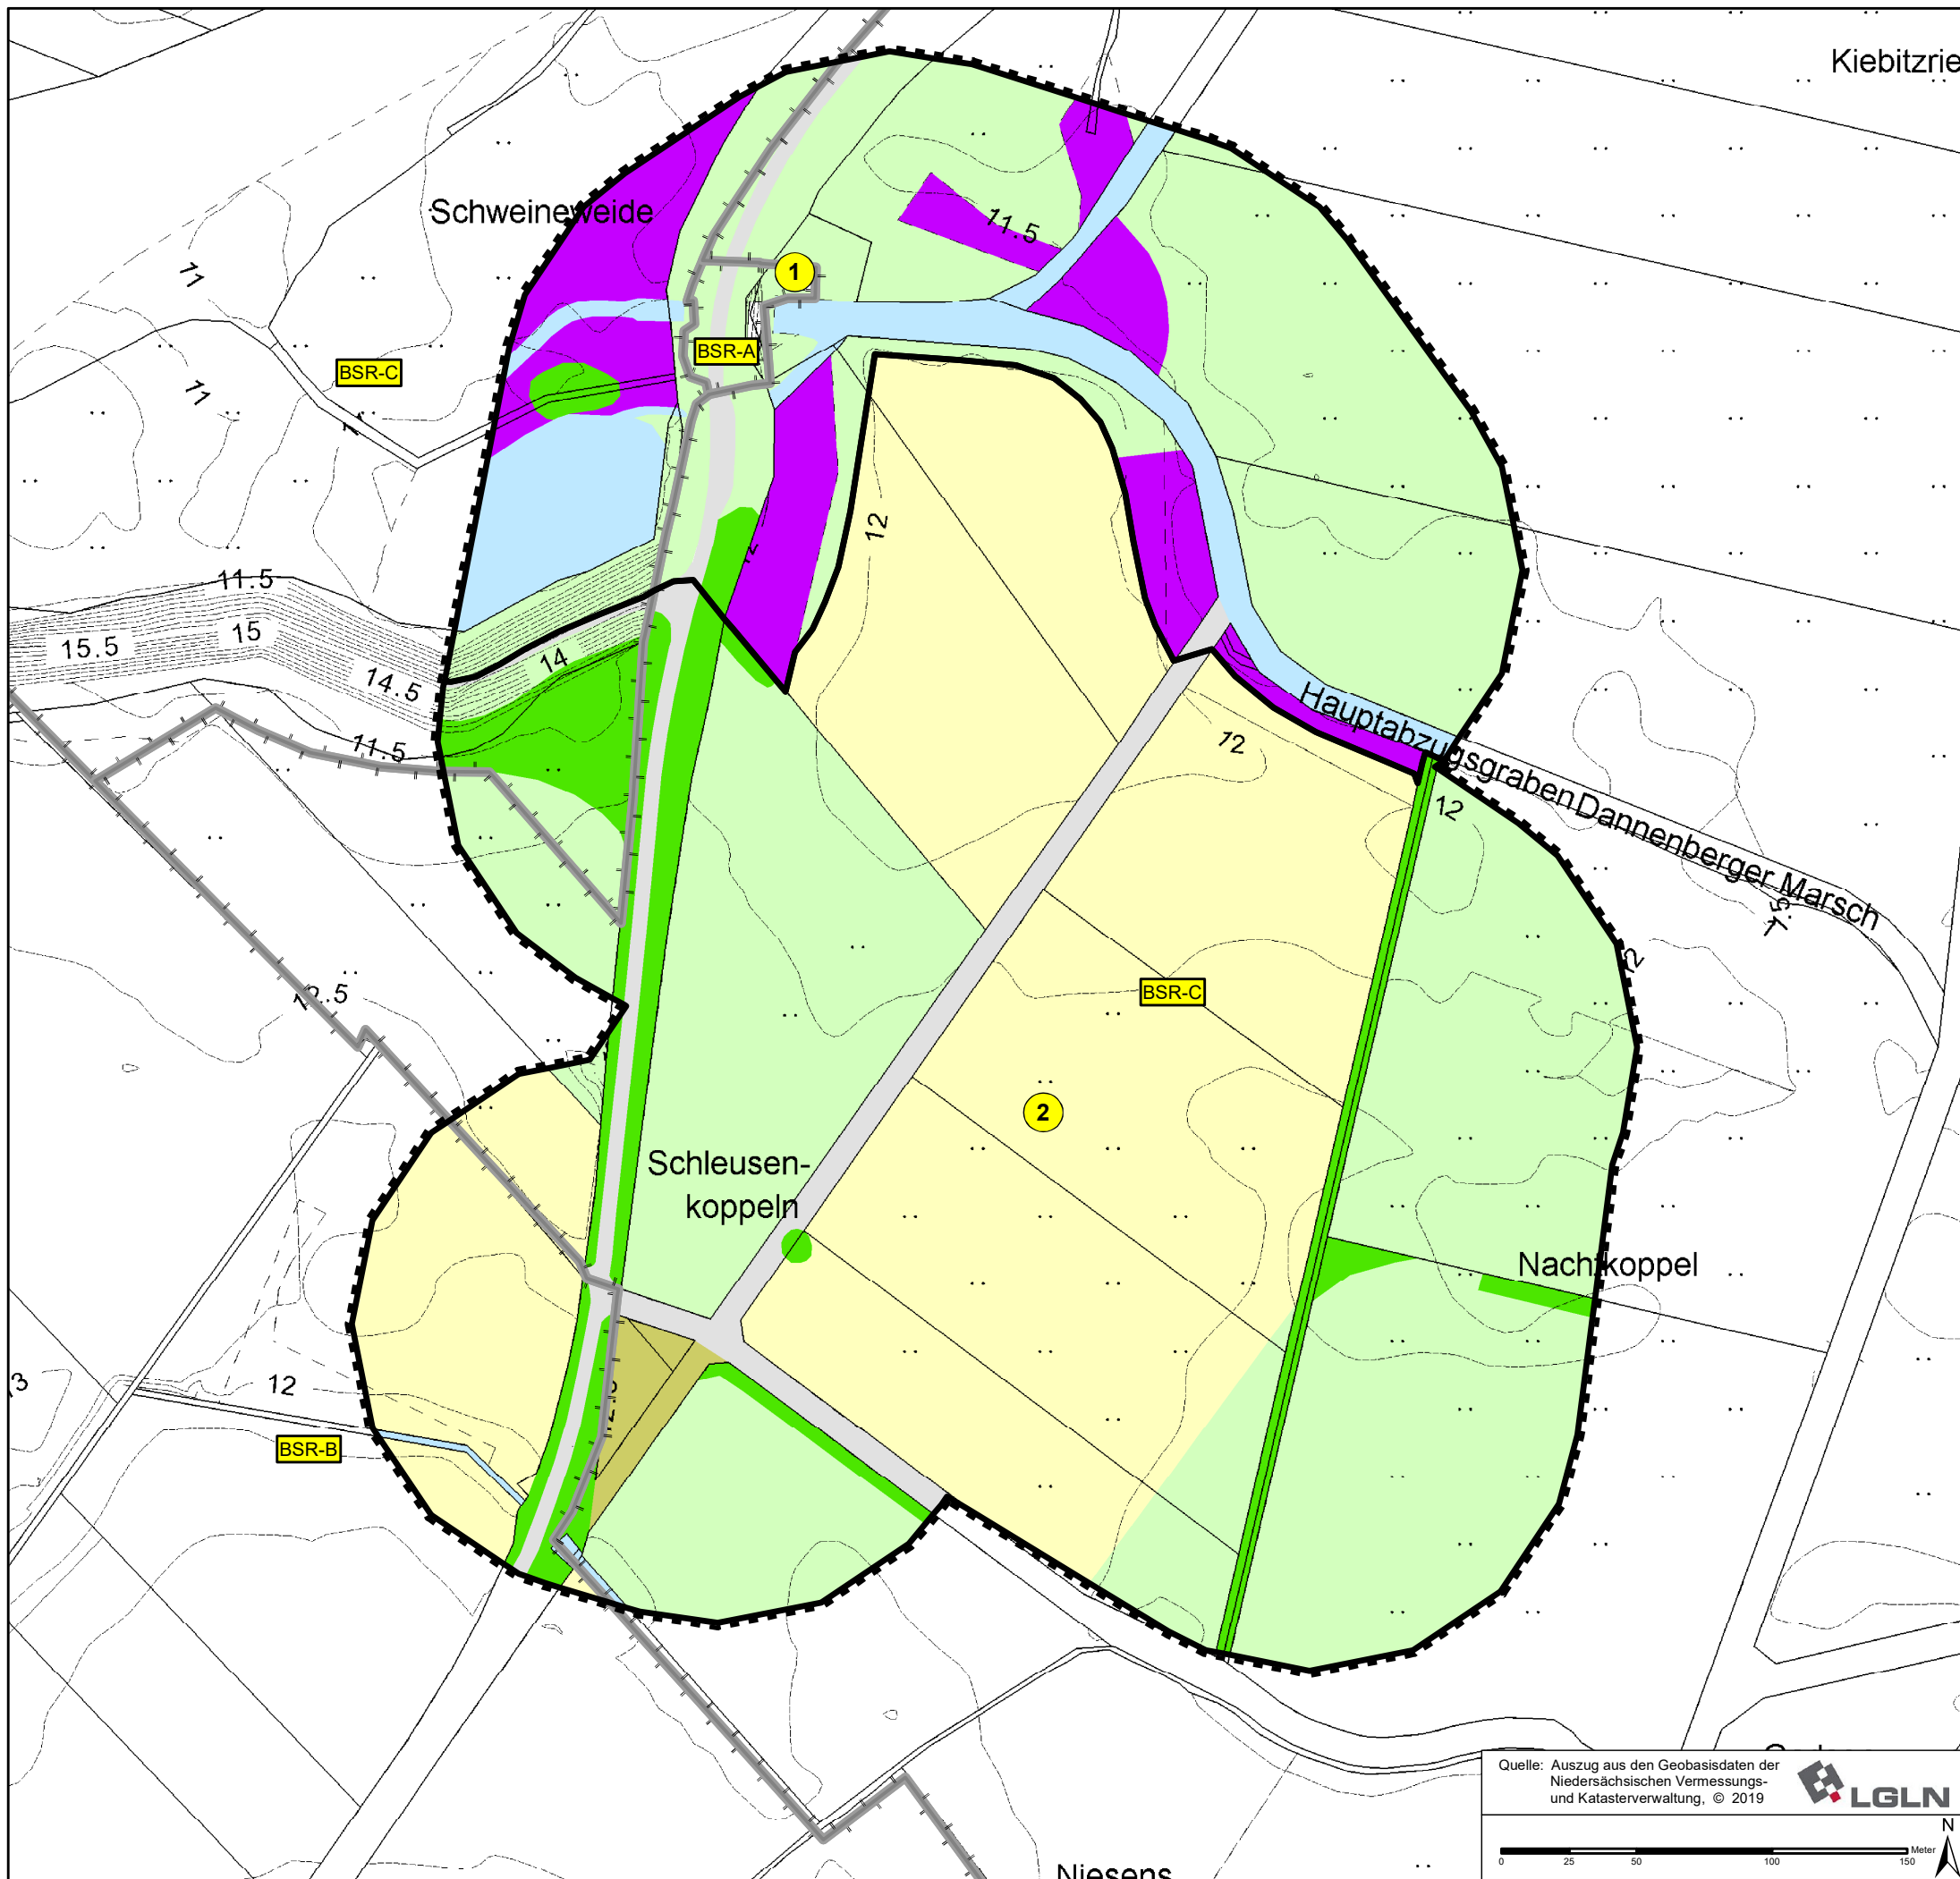 Kiebitzrie
Schweineweide
11
11.5
1
BSR-A
BSR-C
11
12
11.5
15.5
15
14.5
14
11.5
12
Hauptabzugsgraben
Dannenberger Marsch
12
12
BSR-C
2
Schleusen-
koppeln
Nachtkoppel
12
BSR-B
Niesens
Quelle: Auszug aus den Geobasisdaten der
Niedersächsischen Vermessungs-
und Katasterverwaltung, © 2019
LGLN
N
Meter
0 25 50 100 150